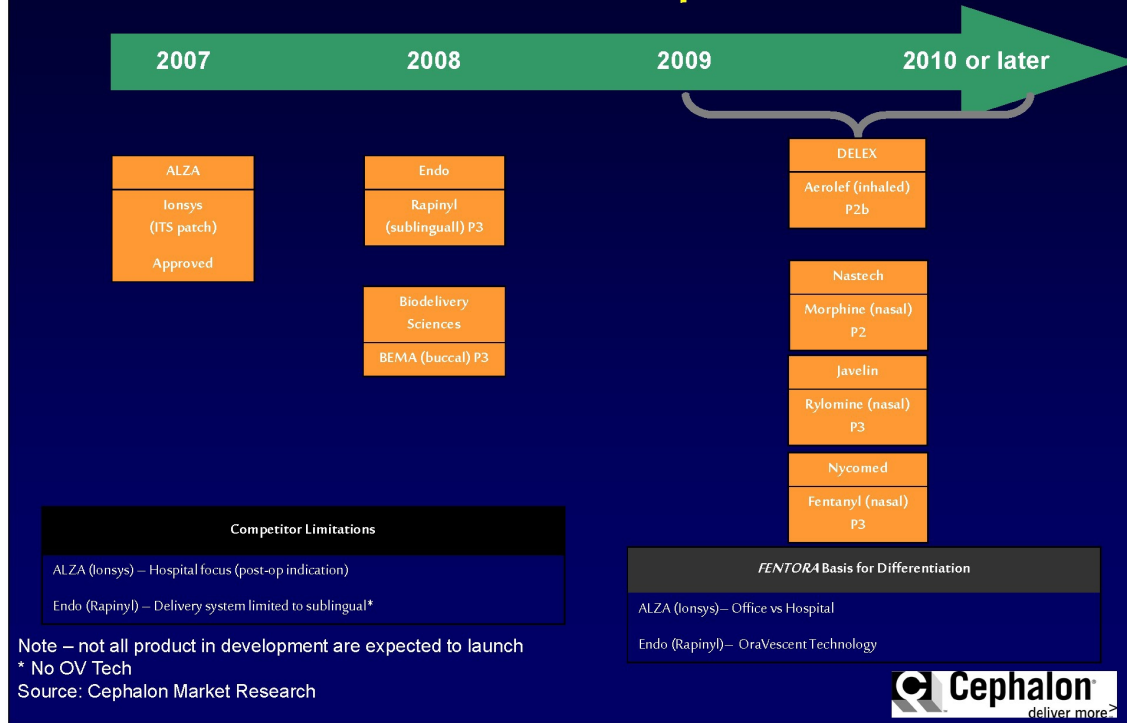 2007
2008
2009
2010 or later
ALZA
Ionsys
(ITS patch)
Approved
Endo
Rapinyl
(sublinguall) P3
Biodelivery
Sciences
BEMA (buccal) P3
DELEX
Aerolef (inhaled)
P2b
Nastech
Morphine (nasal)
P2
Javelin
Rylomine (nasal)
P3
Nycomed
Fentanyl (nasal)
P3
Competitor Limitations
ALZA (Ionsys) – Hospital focus (post-op indication)
Endo (Rapinyl) – Delivery system limited to sublingual*
FENTORA Basis for Differentiation
ALZA (Ionsys)– Office vs Hospital
Endo (Rapinyl)– OraVescent Technology
Note – not all product in development are expected to launch
* No OV Tech
Source: Cephalon Market Research
Cephalon®
deliver more>